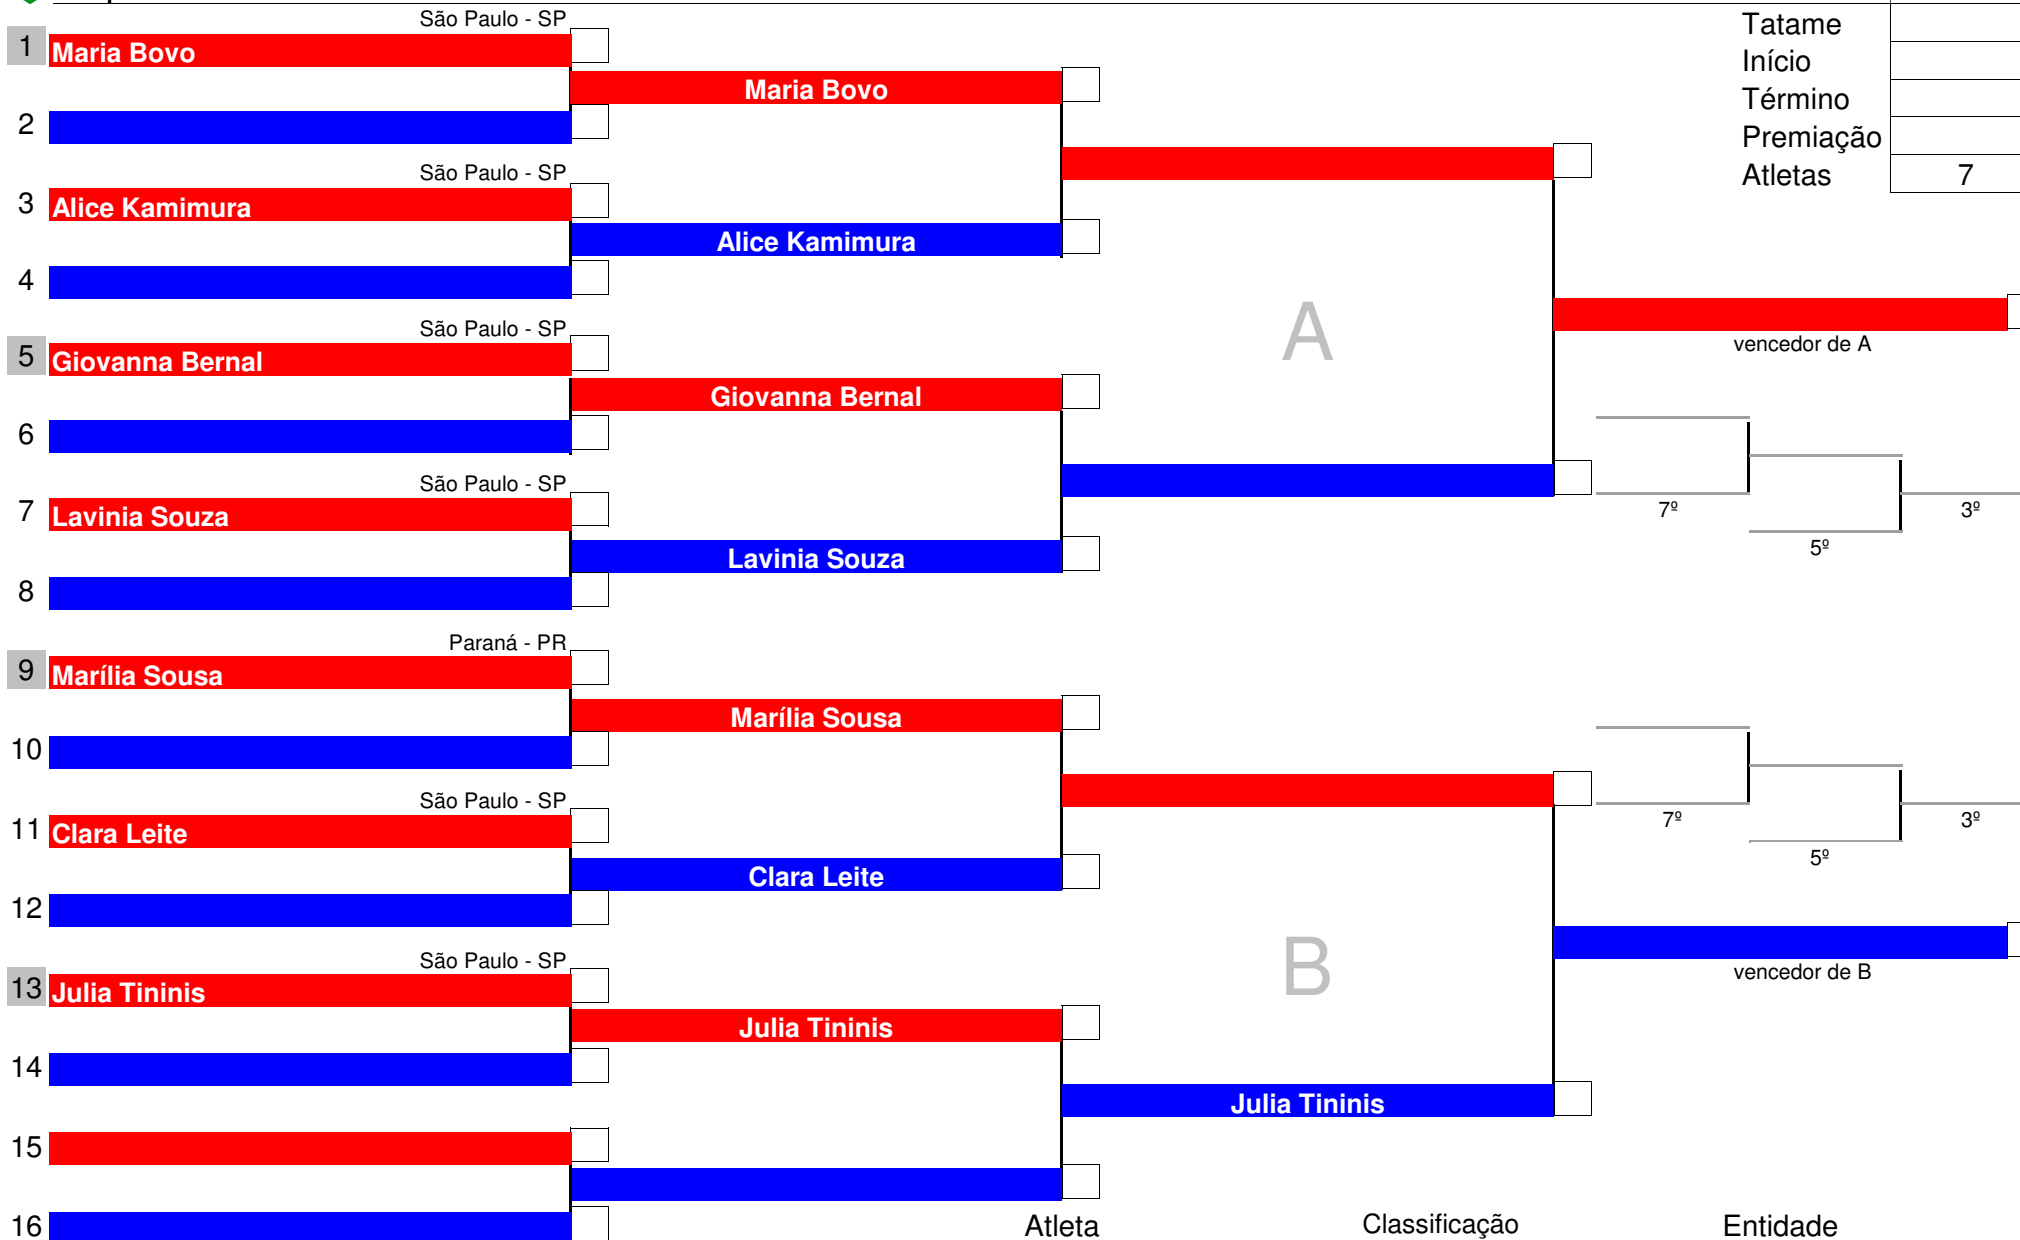 São Paulo - SP
Tatame
1 Maria Bovo
Início
Maria Bovo
Término
2
Premiação
São Paulo - SP
Atletas 7
3 Alice Kamimura
Alice Kamimura
4
São Paulo - SP
A
vencedor de A
5 Giovanna Bernal
Giovanna Bernal
6
São Paulo - SP
7 Lavinia Souza
7º
3º
5º
Lavinia Souza
8
Paraná - PR
9 Marília Sousa
Marília Sousa
10
São Paulo - SP
11 Clara Leite
7º
3º
5º
Clara Leite
12
São Paulo - SP
B
vencedor de B
13 Julia Tininis
Julia Tininis
14
Julia Tininis
15
16
Atleta Classificação Entidade